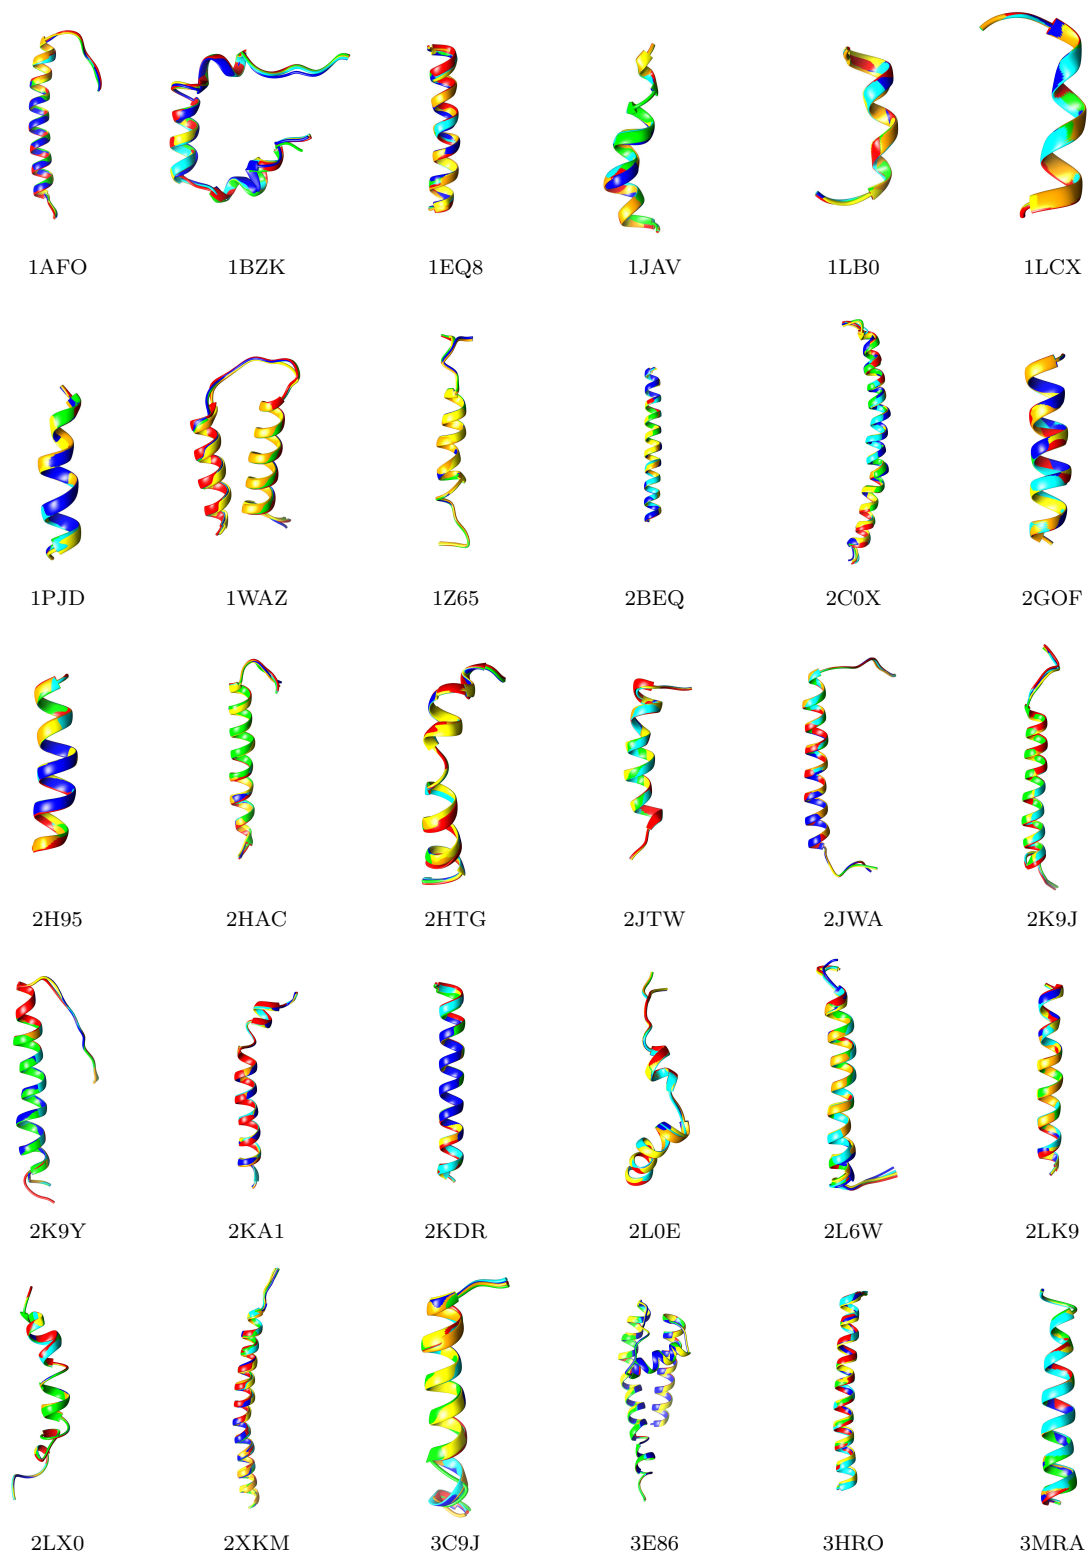 1AFO 1BZK 1EQ8 1JAV 1LB0 1LCX
1PJD 1WAZ 1Z65 2BEQ 2C0X 2GOF
2H95 2HAC 2HTG 2JTW 2JWA 2K9J
2K9Y 2KA1 2KDR 2L0E 2L6W 2LK9
2LX0 2XKM 3C9J 3E86 3HRO 3MRA